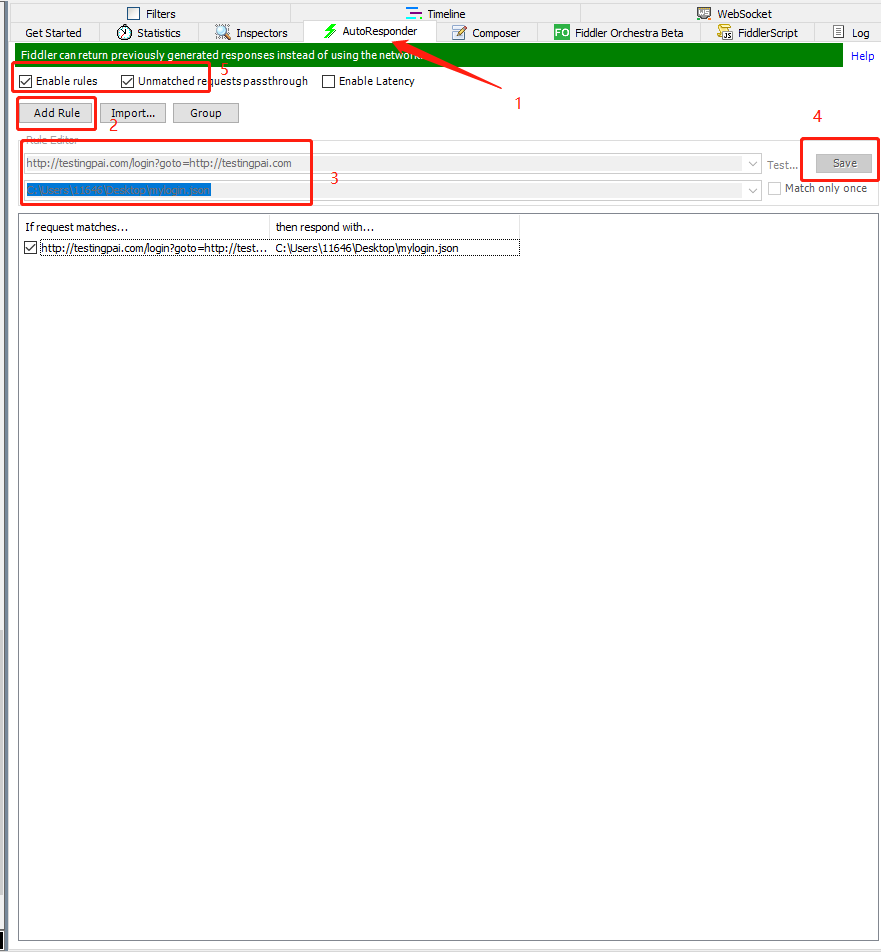 Filters Timeline WebSocket
Get Started Statistics Inspectors AutoResponder Composer FO Fiddler Orchestra Beta FiddlerScript Log
Fiddler can return previously generated responses instead of using the network. Help
Enable rules Unmatched requests passthrough Enable Latency
5
1
Add Rule Import... Group
2
4
Rule Editor
http://testingpai.com/login?goto=http://testingpai.com Test... Save
3
C:\Users\11646\Desktop\mylogin.json Match only once
If request matches... then respond with...
http://testingpai.com/login?goto=http://test... C:\Users\11646\Desktop\mylogin.json